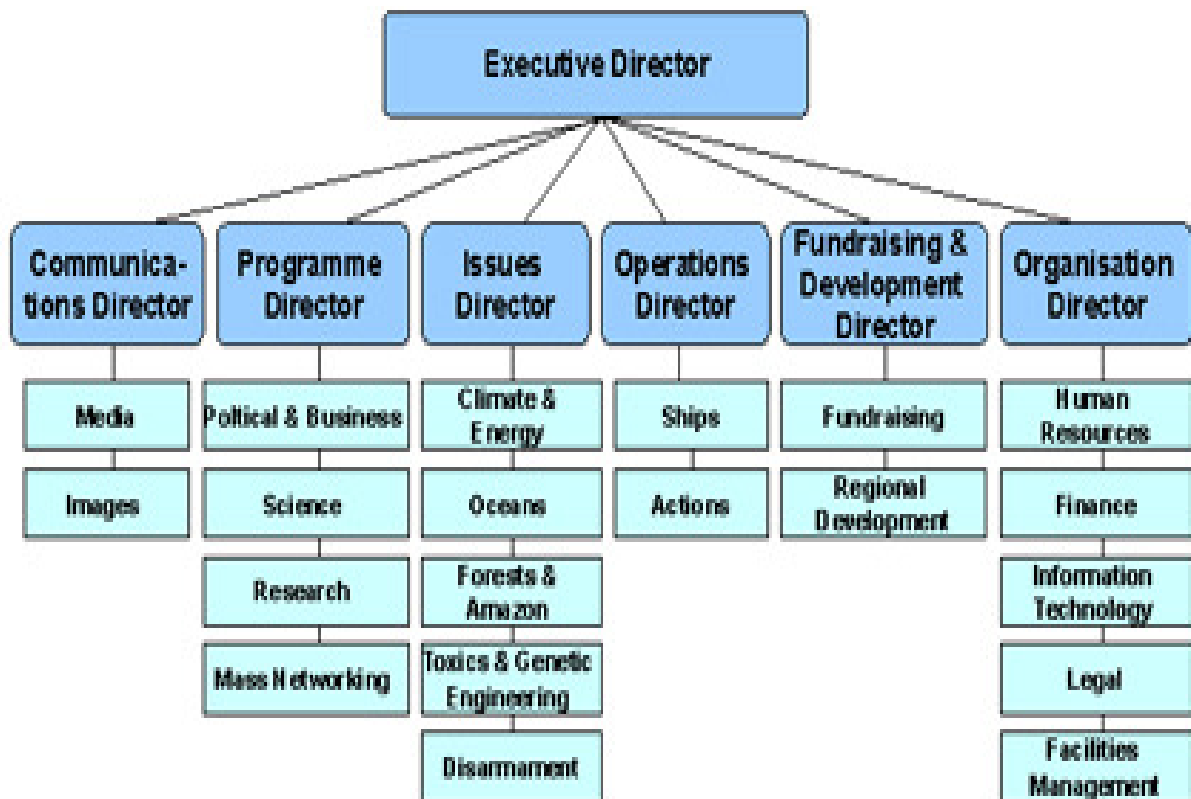 Executive Director
Communica-
tions Director
Programme
Director
Issues
Director
Operations
Director
Fundraising &
Development
Director
Organisation
Director
Media
Images
Poltical & Business
Science
Research
Mass Networking
Climate &
Energy
Oceans
Forests &
Amazon
Toxics & Genetic
Engineering
Disarmament
Ships
Actions
Fundraising
Regional
Development
Human
Resources
Finance
Information
Technology
Legal
Facilities
Management